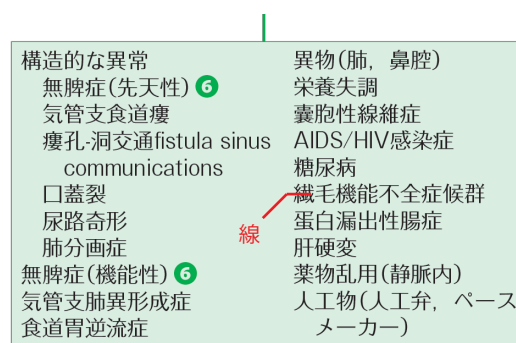 構造的な異常
無脾症(先天性) 6
気管支食道瘻
瘻孔-洞交通fistula sinus
communications
口蓋裂
尿路奇形
肺分画症
無脾症(機能性) 6
気管支肺異形成症
食道胃逆流症
異物(肺，鼻腔)
栄養失調
囊胞性線維症
AIDS/HIV感染症
糖尿病
繊毛機能不全症候群
線
蛋白漏出性腸症
肝硬変
薬物乱用(静脈内)
人工物(人工弁，ペース
メーカー)